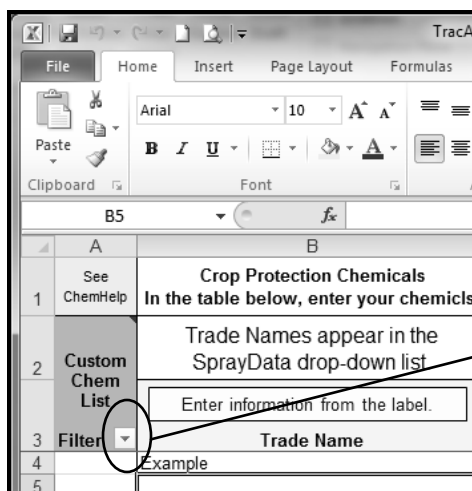 TracA
File Home Insert Page Layout Formulas
Arial 10 A A
Paste B I U A
Clipboard Font
B5 fx
A B
1 See Crop Protection Chemicals
ChemHelp In the table below, enter your chemicls
2 Custom Trade Names appear in the
Chem SprayData drop-down list
List Enter information from the label.
3 Filter Trade Name
4 Example
5